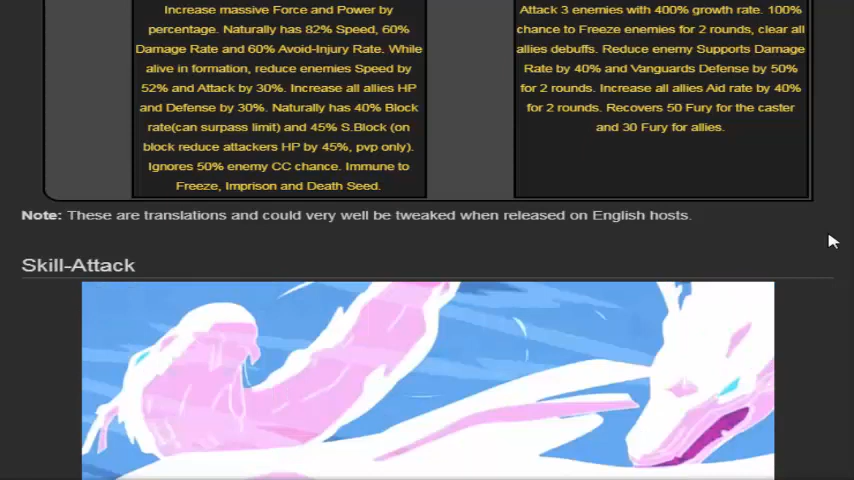 Increase massive Force and Power by
percentage. Naturally has 82% Speed, 60%
Damage Rate and 60% Avoid-Injury Rate. While
alive in formation, reduce enemies Speed by
52% and Attack by 30%. Increase all allies HP
and Defense by 30%. Naturally has 40% Block
rate(can surpass limit) and 45% S.Block (on
block reduce attackers HP by 45%, pvp only).
Ignores 50% enemy CC chance. Immune to
Freeze, Imprison and Death Seed.
Attack 3 enemies with 400% growth rate. 100%
chance to Freeze enemies for 2 rounds, clear all
allies debuffs. Reduce enemy Supports Damage
Rate by 40% and Vanguards Defense by 50%
for 2 rounds. Increase all allies Aid rate by 40%
for 2 rounds. Recovers 50 Fury for the caster
and 30 Fury for allies.
Note: These are translations and could very well be tweaked when released on English hosts.
Skill-Attack